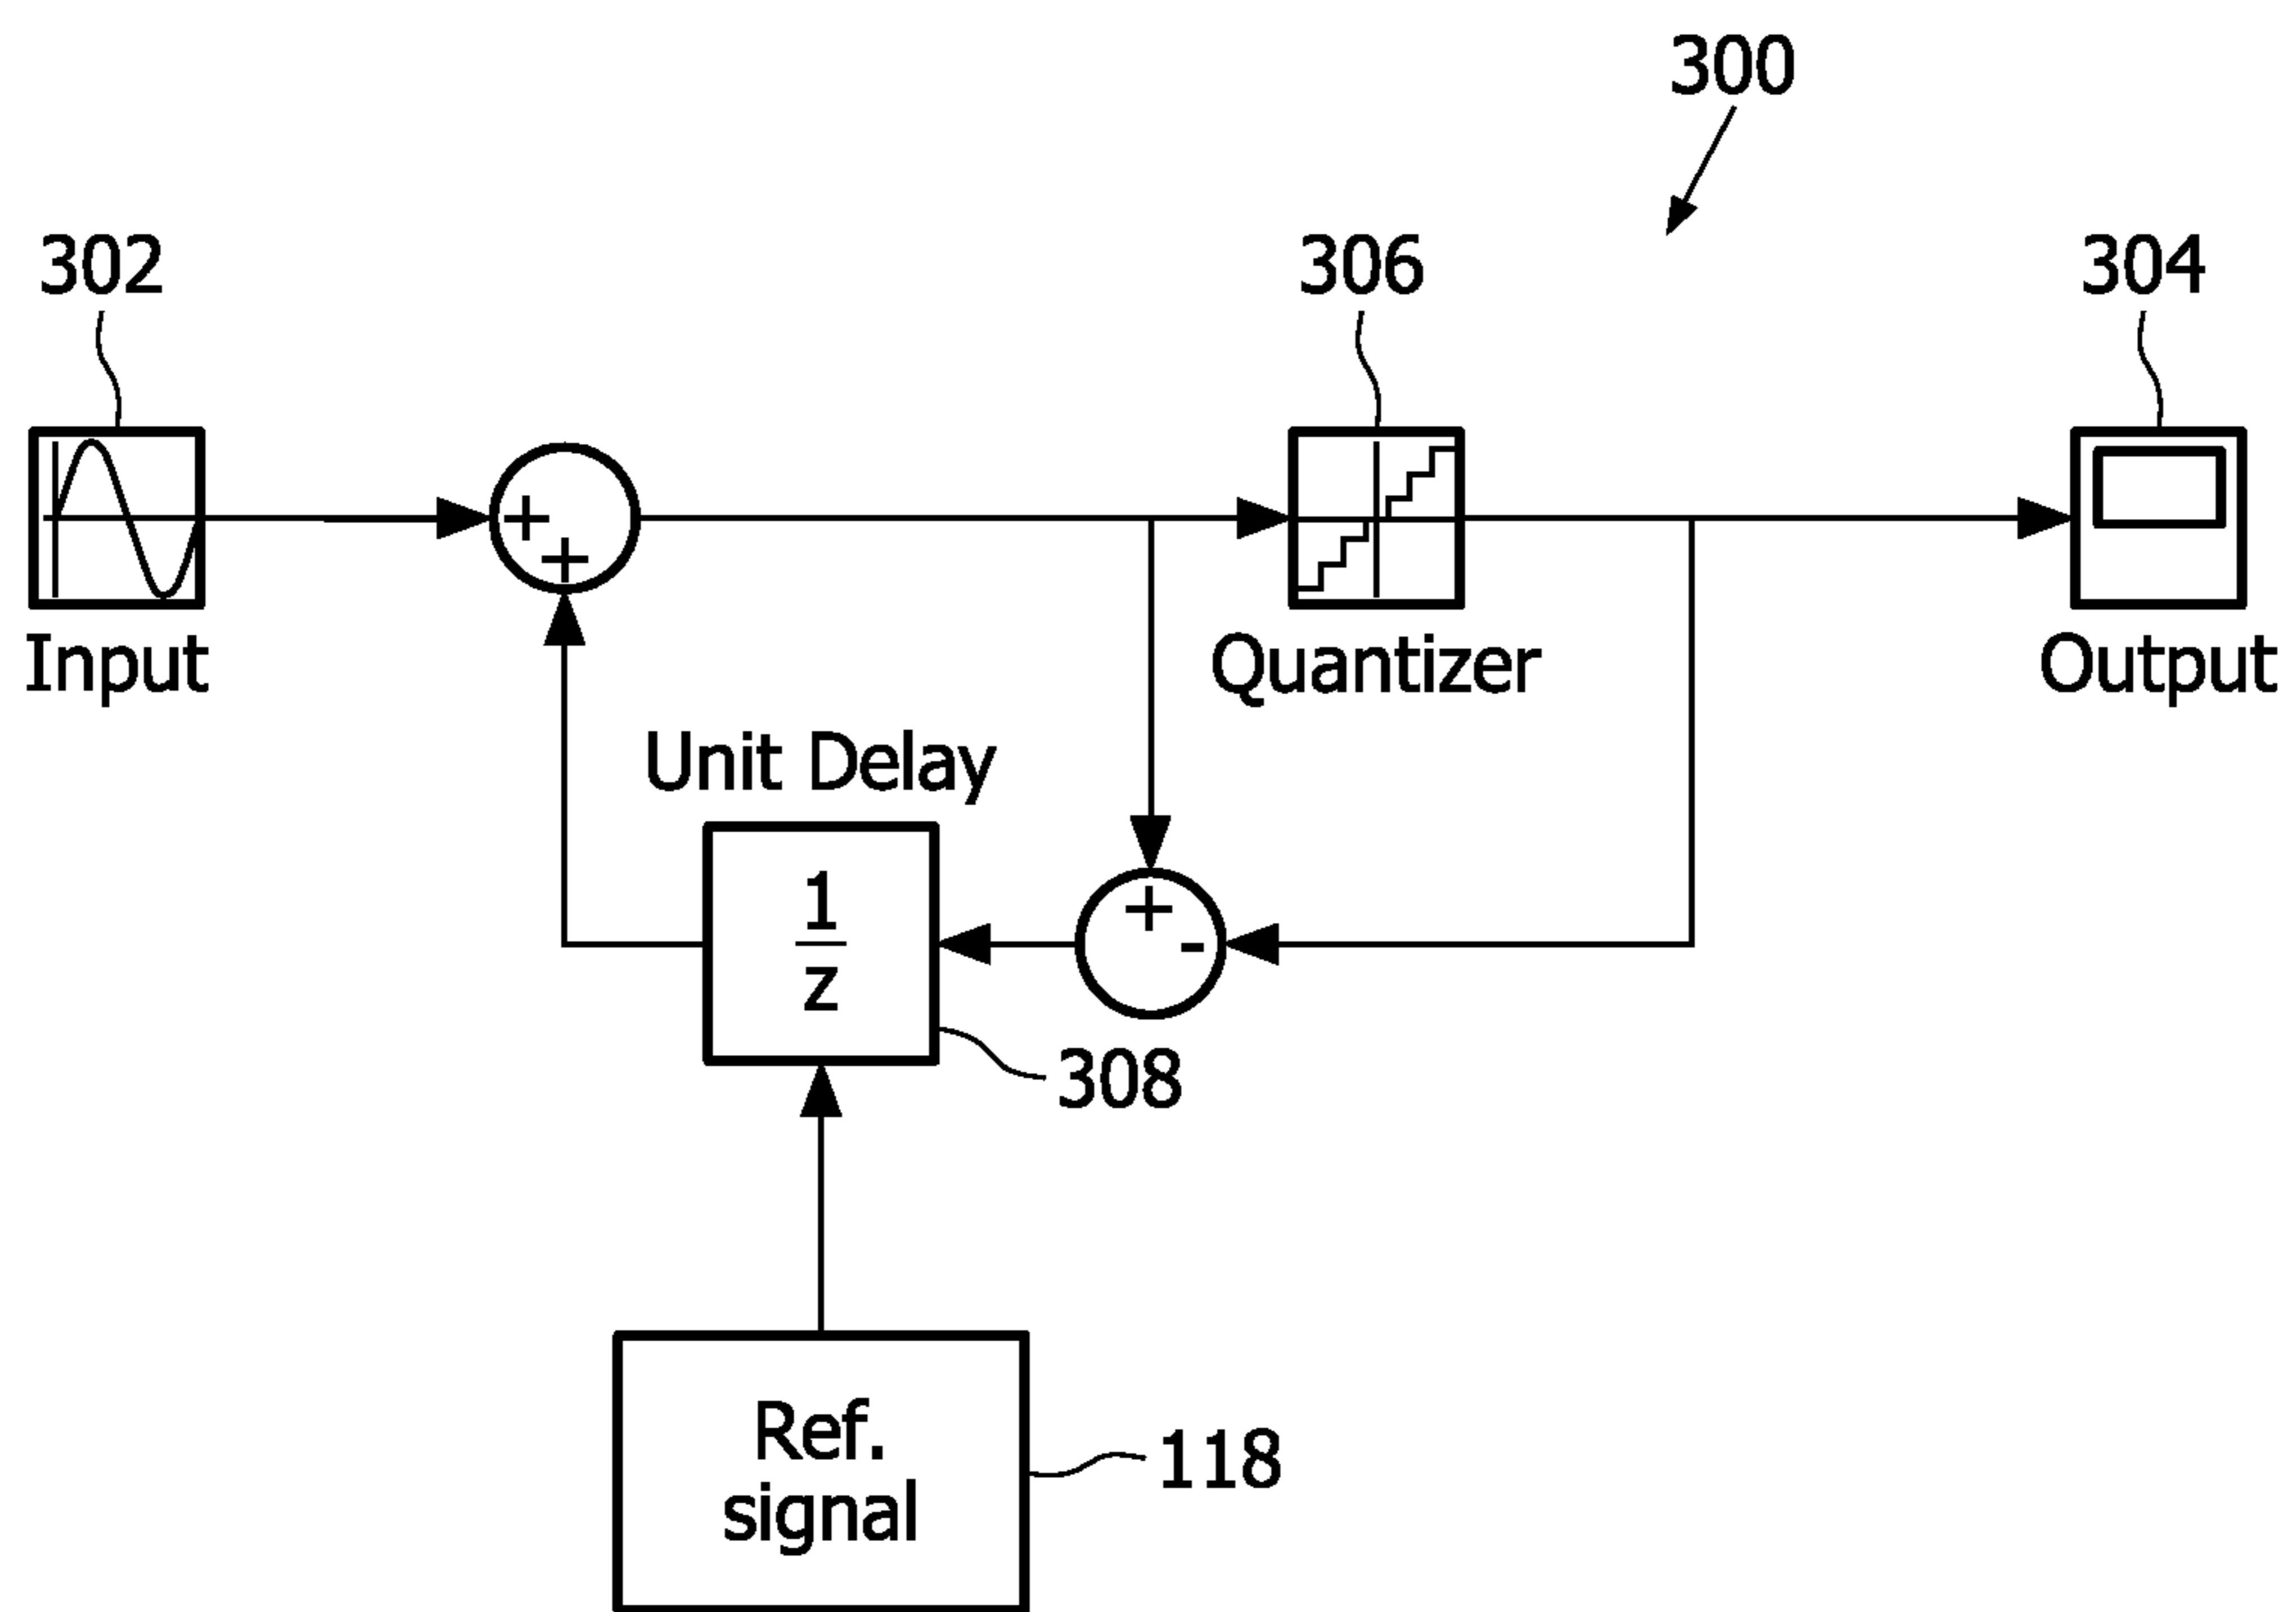 300
302
306
304
+
+
Input
Quantizer
Output
Unit Delay
1
z
+
-
308
Ref.
signal
118